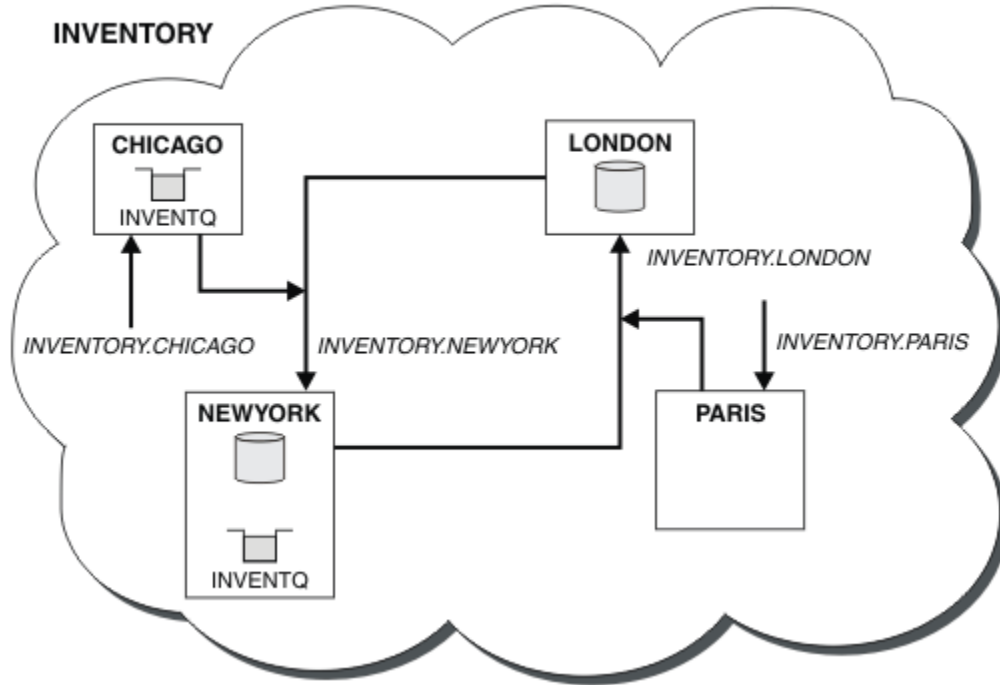 INVENTORY
CHICAGO
INVENTQ
LONDON
INVENTORY.LONDON
INVENTORY.CHICAGO
INVENTORY.NEWYORK
INVENTORY.PARIS
NEWYORK
INVENTQ
PARIS